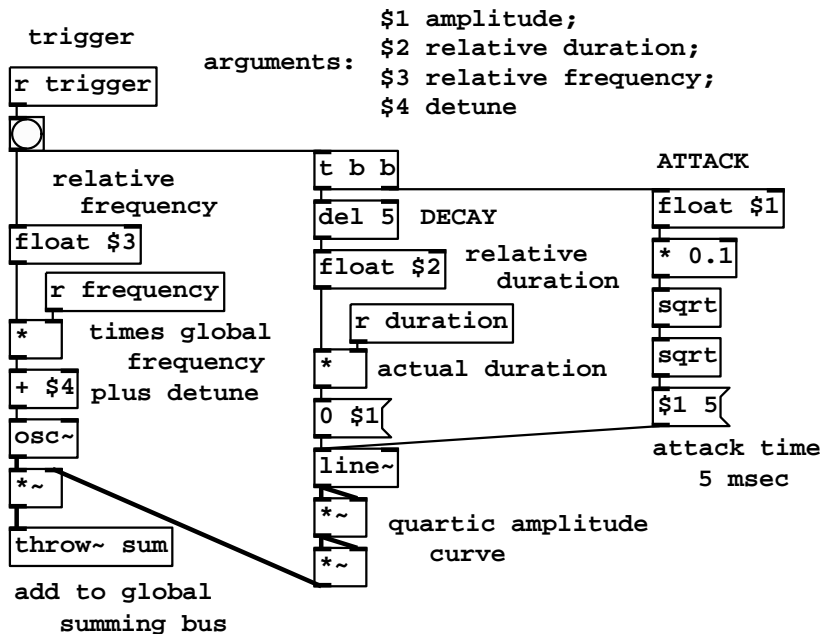 trigger
arguments:
$1 amplitude;
$2 relative duration;
$3 relative frequency;
$4 detune
r trigger
t b b
ATTACK
relative
frequency
del 5
DECAY
float $1
float $3
float $2
relative
duration
* 0.1
r frequency
r duration
sqrt
*
times global
frequency
*
actual duration
sqrt
+ $4
plus detune
0 $1
$1 5
osc~
line~
attack time
5 msec
*~
*~
quartic amplitude
curve
throw~ sum
*~
add to global
summing bus